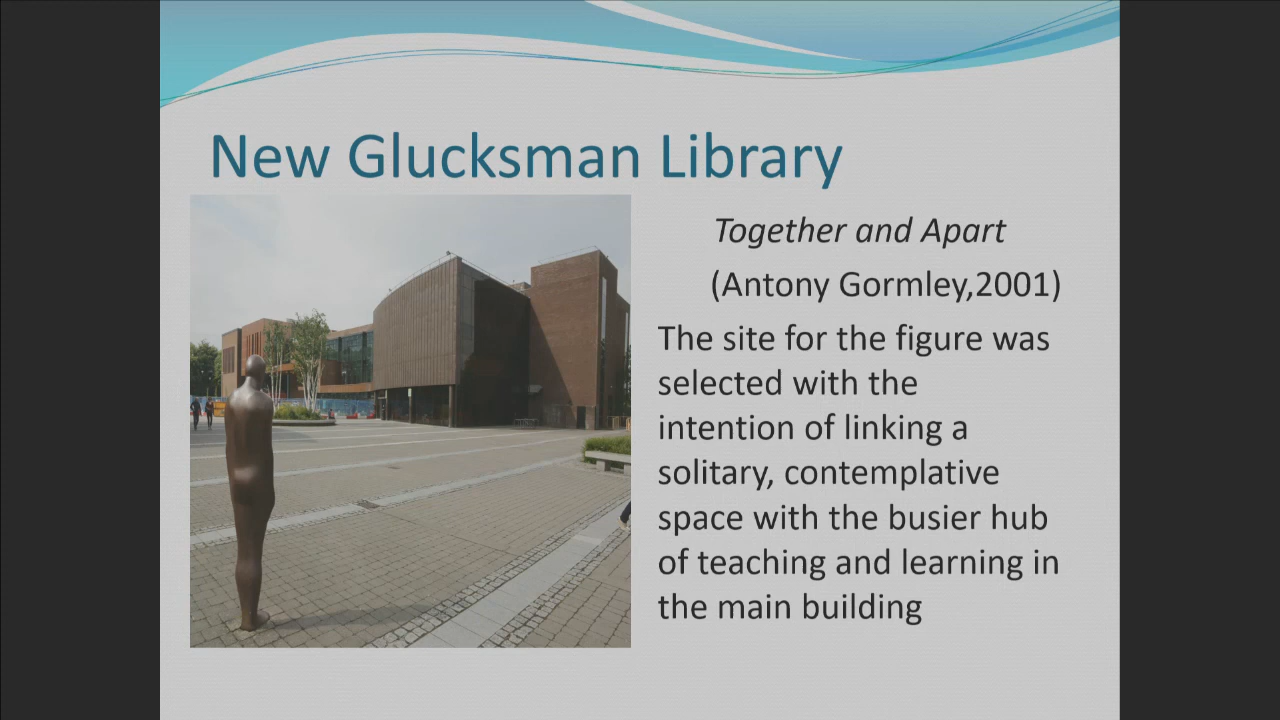 New Glucksman Library
Together and Apart
(Antony Gormley,2001)
The site for the figure was
selected with the
intention of linking a
solitary, contemplative
space with the busier hub
of teaching and learning in
the main building